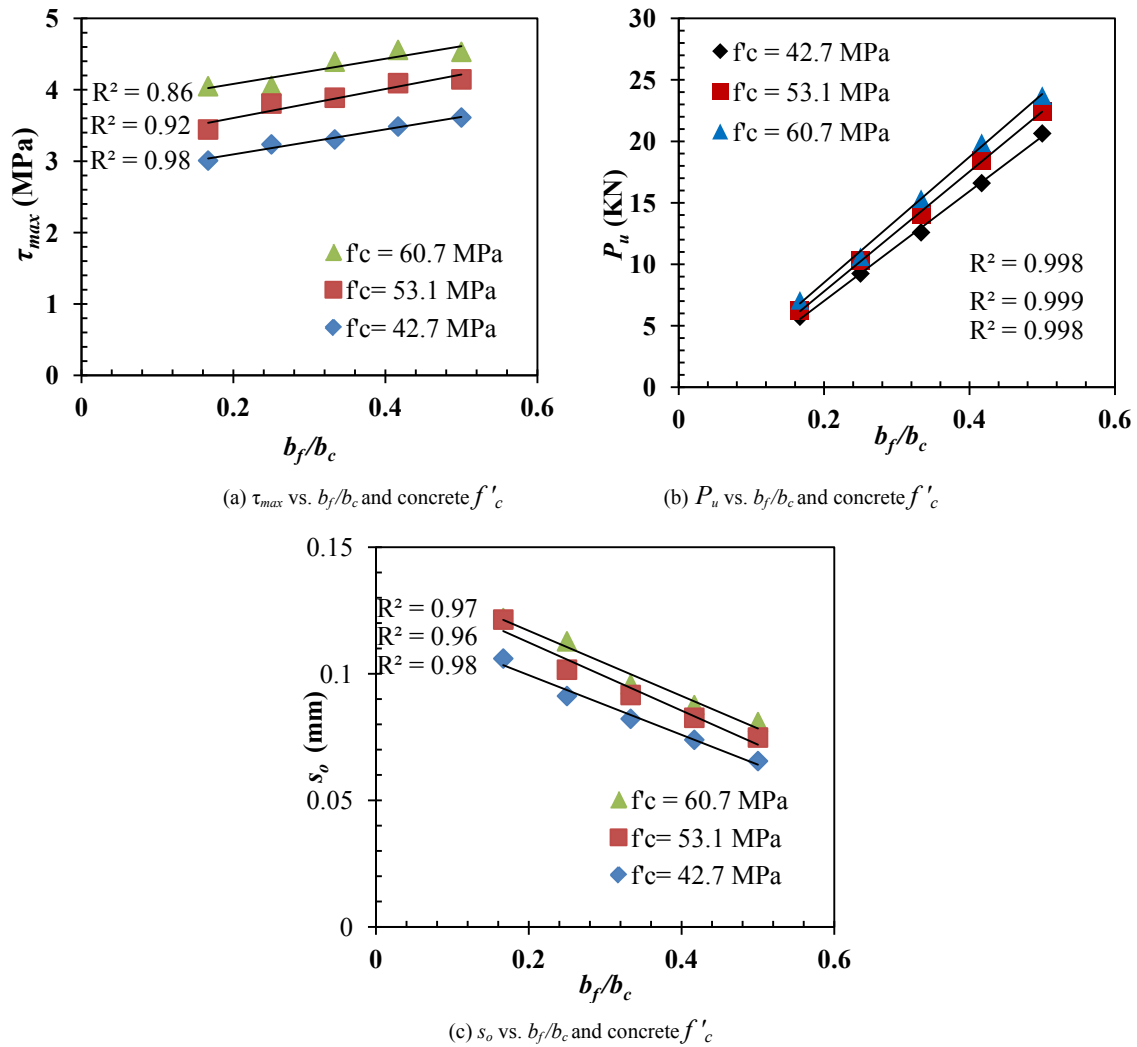 5
4
3
2
1
0
τmax (MPa)
R² = 0.86
R² = 0.92
R² = 0.98
f'c = 60.7 MPa
f'c= 53.1 MPa
f'c= 42.7 MPa
0 0.2 0.4 0.6
bf/bc
(a) τmax vs. bf/bc and concrete f'c
30
25
20
15
10
5
0
Pu (KN)
f'c = 42.7 MPa
f'c = 53.1 MPa
f'c = 60.7 MPa
R² = 0.998
R² = 0.999
R² = 0.998
0 0.2 0.4 0.6
bf/bc
(b) Pu vs. bf/bc and concrete f'c
0.15
0.1
0.05
0
so (mm)
R² = 0.97
R² = 0.96
R² = 0.98
f'c = 60.7 MPa
f'c= 53.1 MPa
f'c= 42.7 MPa
0 0.2 0.4 0.6
bf/bc
(c) so vs. bf/bc and concrete f'c